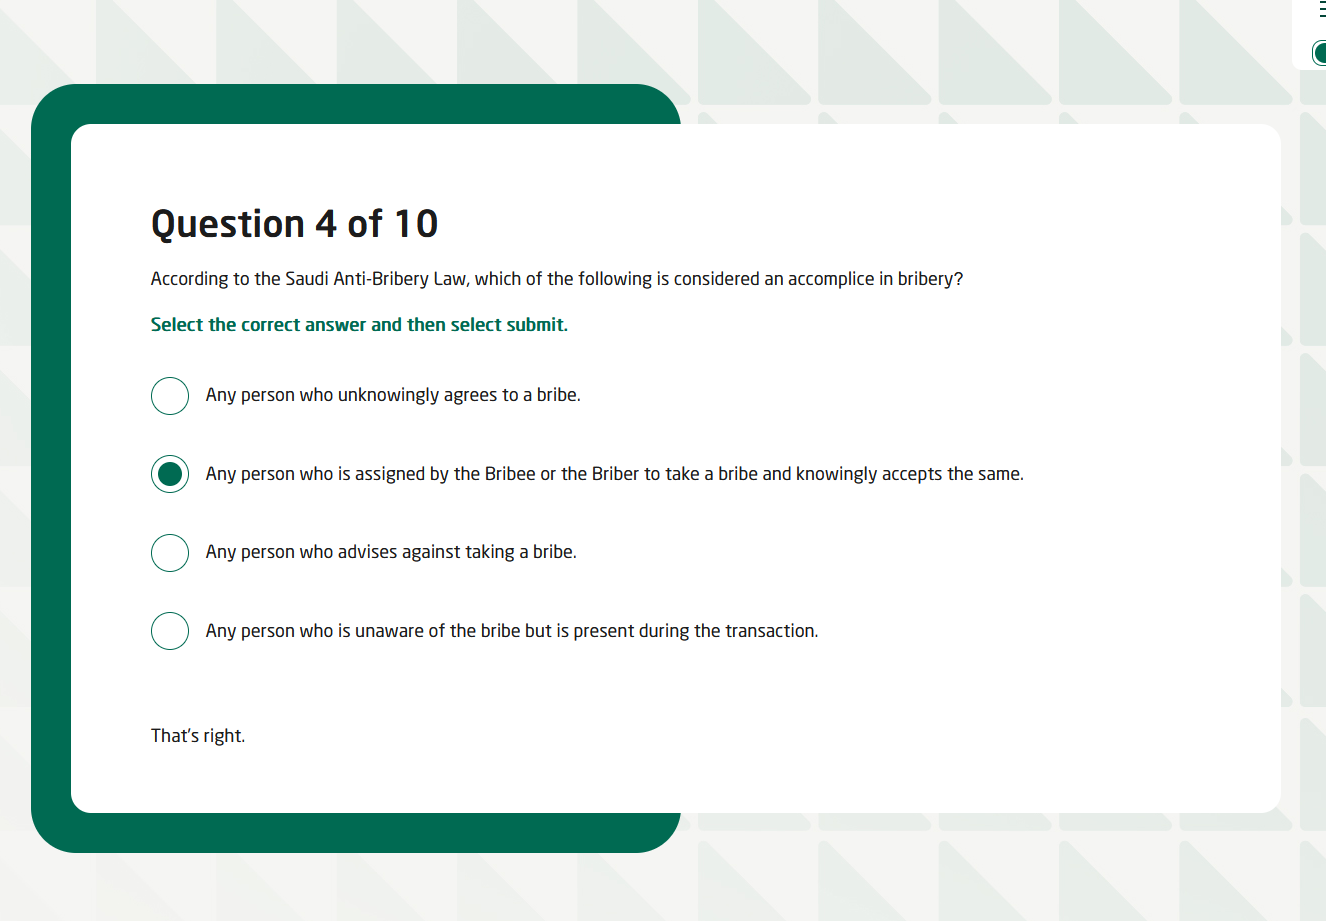 Question 4 of 10
According to the Saudi Anti-Bribery Law, which of the following is considered an accomplice in bribery?
Select the correct answer and then select submit.
Any person who unknowingly agrees to a bribe.
Any person who is assigned by the Bribee or the Briber to take a bribe and knowingly accepts the same.
Any person who advises against taking a bribe.
Any person who is unaware of the bribe but is present during the transaction.
That's right.